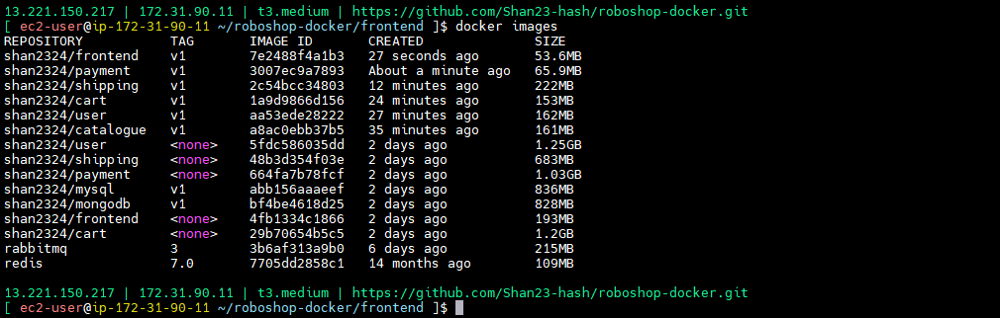 13.221.150.217 | 172.31.90.11 | t3.medium | https://github.com/Shan23-hash/roboshop-docker.git
[ ec2-user@ip-172-31-90-11 ~/roboshop-docker/frontend ]$ docker images
REPOSITORY TAG IMAGE ID CREATED SIZE
shan2324/frontend v1 7e2488f4a1b3 27 seconds ago 53.6MB
shan2324/payment v1 3007ec9a7893 About a minute ago 65.9MB
shan2324/shipping v1 2c54bcc34803 12 minutes ago 222MB
shan2324/cart v1 1a9d9866d156 24 minutes ago 153MB
shan2324/user v1 aa53ede28222 27 minutes ago 162MB
shan2324/catalogue v1 a8ac0ebb37b5 35 minutes ago 161MB
shan2324/user <none> 5fdc586035dd 2 days ago 1.25GB
shan2324/shipping <none> 48b3d354f03e 2 days ago 683MB
shan2324/payment <none> 664fa7b78fcf 2 days ago 1.03GB
shan2324/mysql v1 abb156aaaeef 2 days ago 836MB
shan2324/mongodb v1 bf4be4618d25 2 days ago 828MB
shan2324/frontend <none> 4fb1334c1866 2 days ago 193MB
shan2324/cart <none> 29b70654b5c5 2 days ago 1.2GB
rabbitmq 3 3b6af313a9b0 6 days ago 215MB
redis 7.0 7705dd2858c1 14 months ago 109MB
13.221.150.217 | 172.31.90.11 | t3.medium | https://github.com/Shan23-hash/roboshop-docker.git
[ ec2-user@ip-172-31-90-11 ~/roboshop-docker/frontend ]$